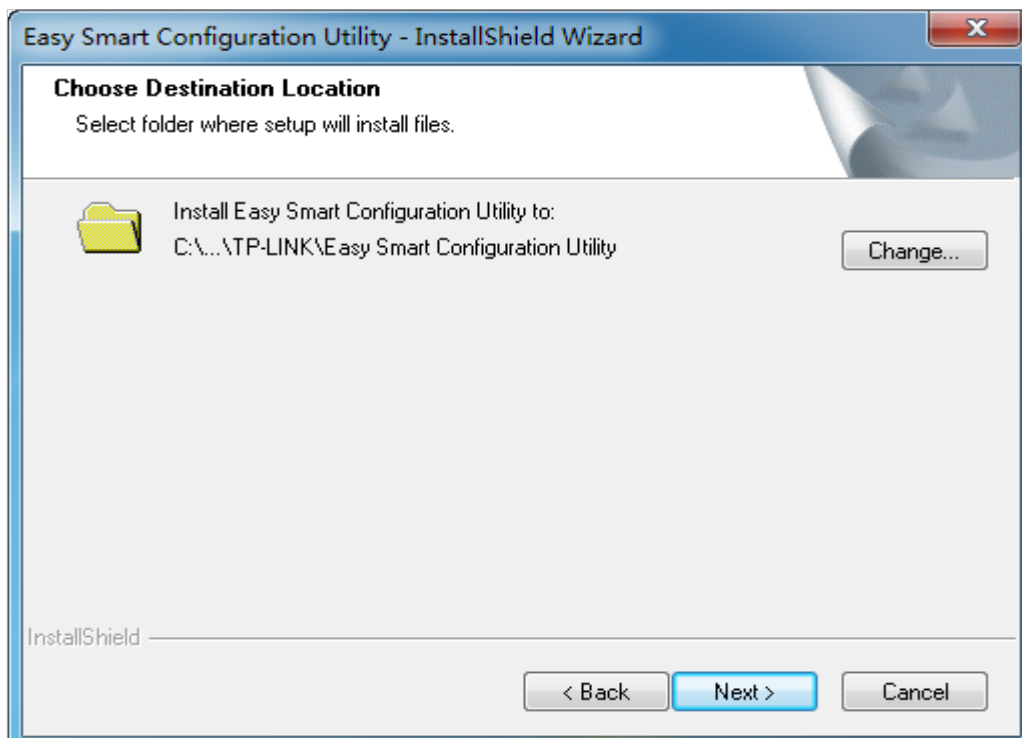 Easy Smart Configuration Utility - InstallShield Wizard
Choose Destination Location
Select folder where setup will install files.
Install Easy Smart Configuration Utility to:
C:\...\TP-LINK\Easy Smart Configuration Utility
Change...
InstallShield
< Back
Next >
Cancel